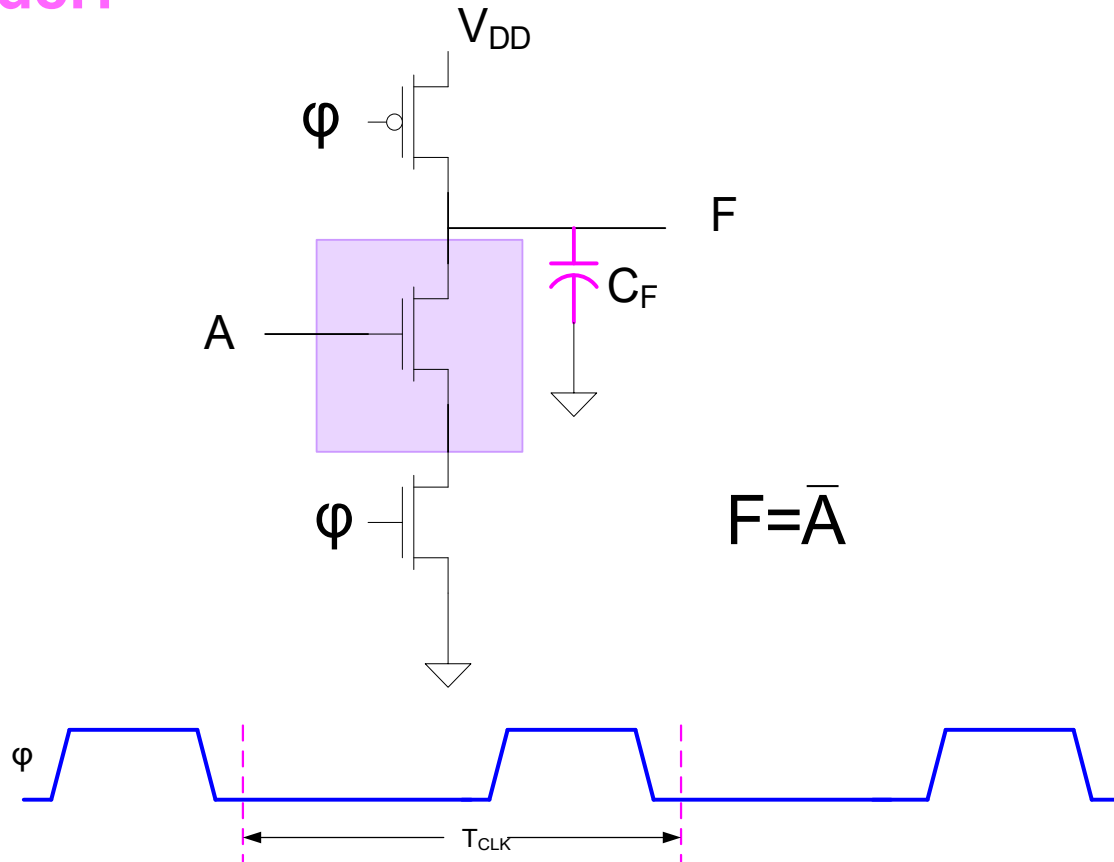 V_DD
φ
F
C_F
A
φ
F=A̅
φ
T_CLK